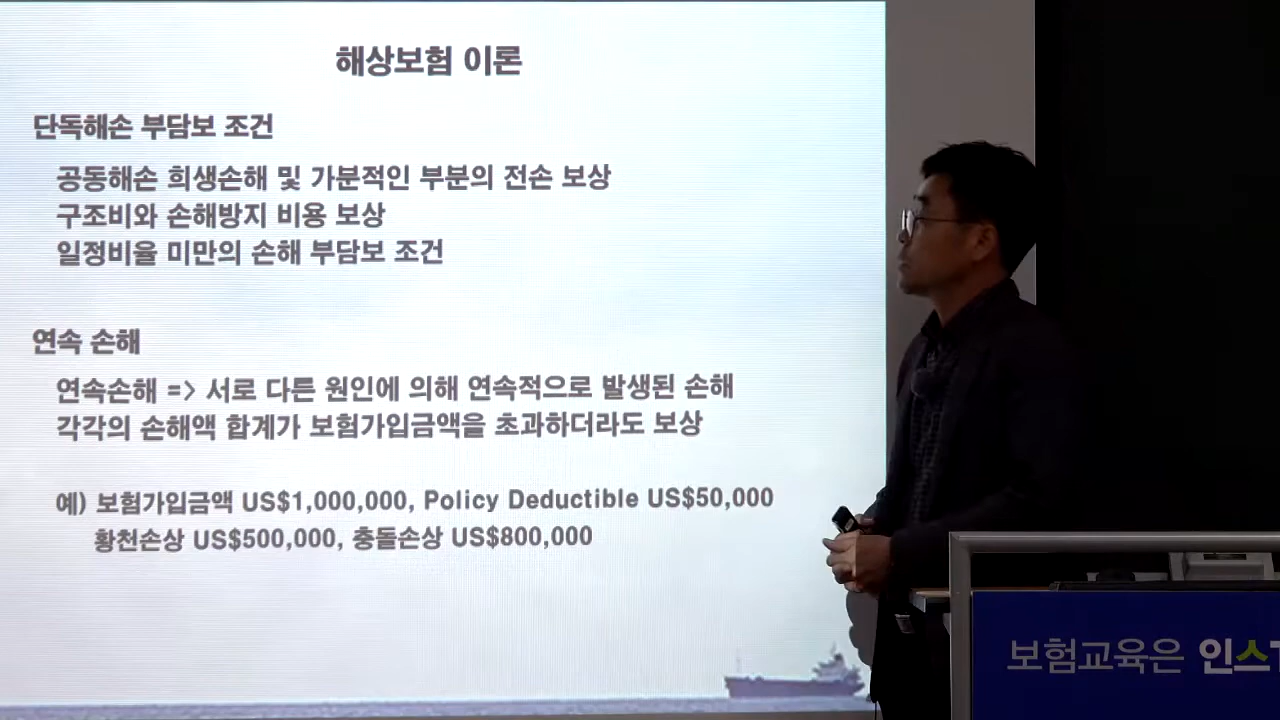 해상보험 이론
단독해손 부담보 조건
공동해손 희생손해 및 가분적인 부분의 전손 보상
구조비와 손해방지 비용 보상
일정비율 미만의 손해 부담보 조건
연속 손해
연속손해 => 서로 다른 원인에 의해 연속적으로 발생된 손해
각각의 손해액 합계가 보험가입금액을 초과하더라도 보상
예) 보험가입금액 US$1,000,000, Policy Deductible US$50,000
황천손상 US$500,000, 충돌손상 US$800,000
보험교육은 인스